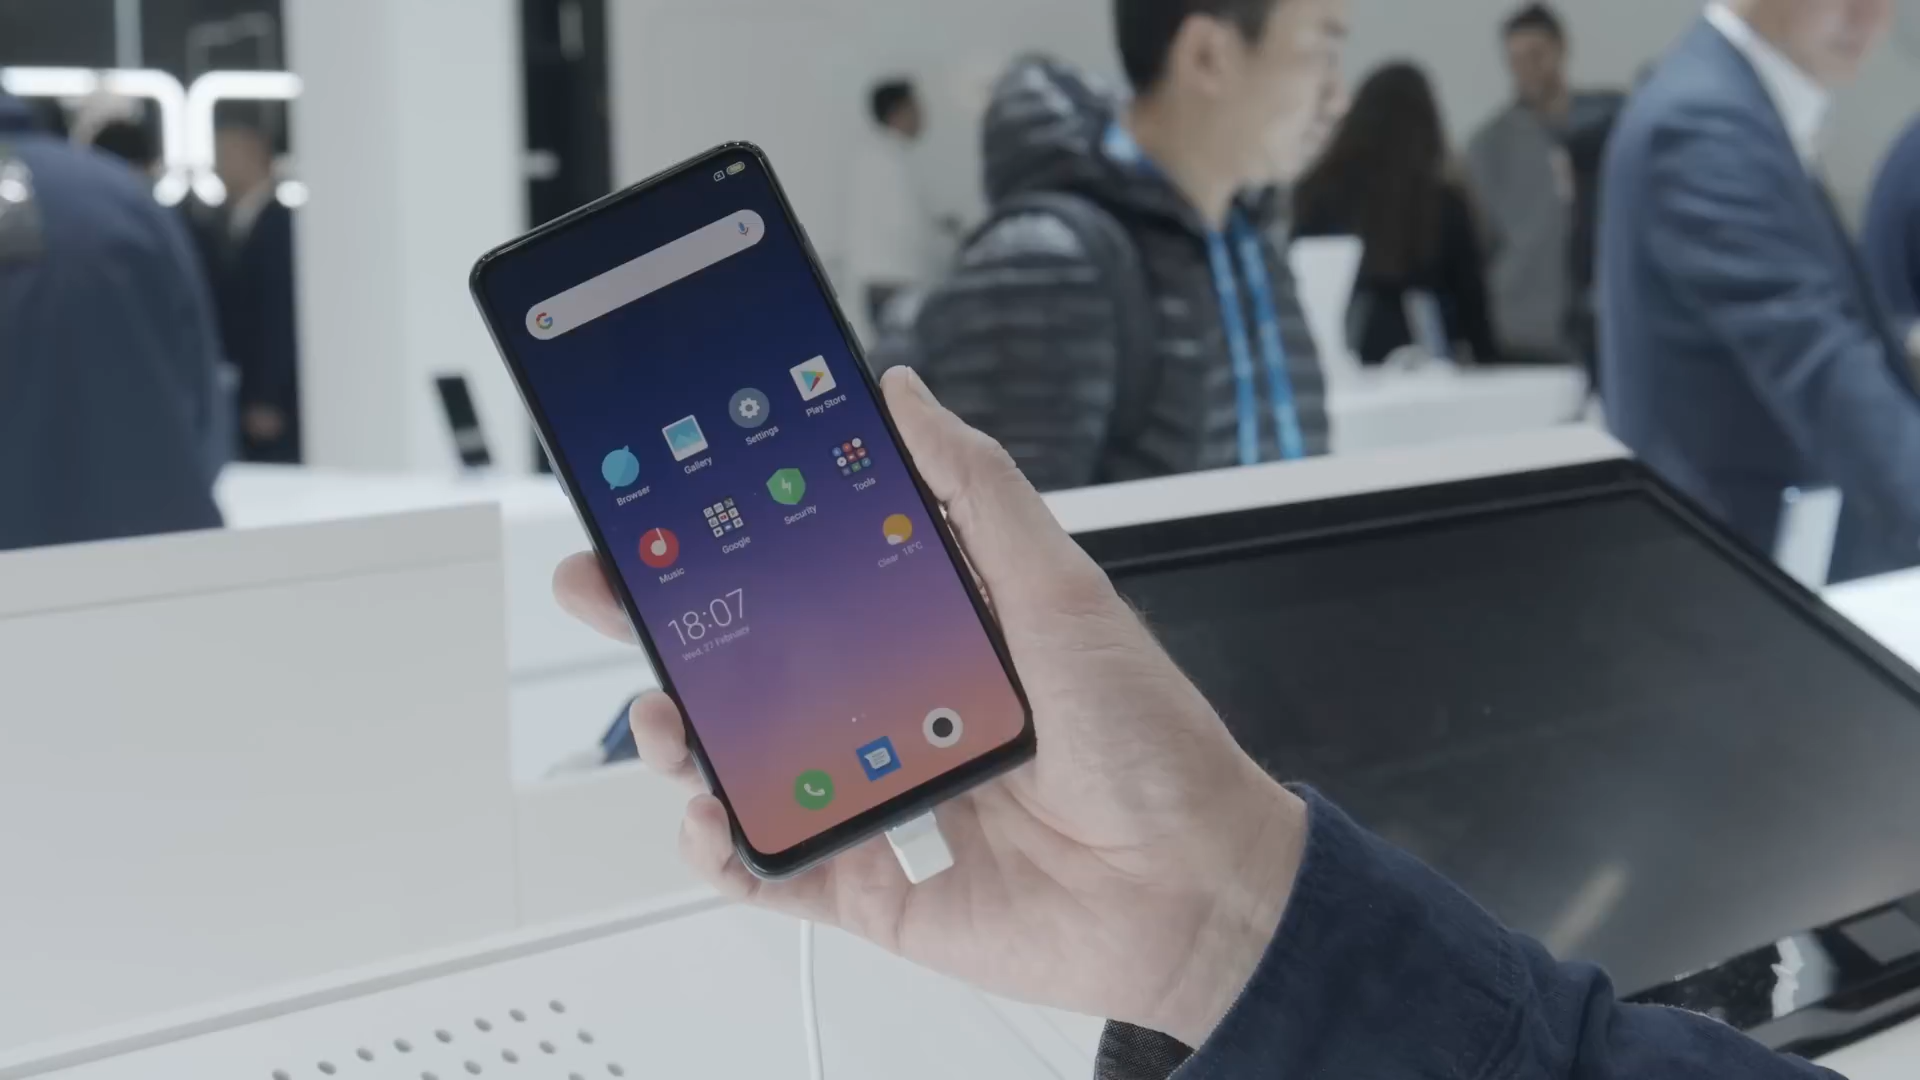 G
Browser
Gallery
Settings
Play Store
Music
Google
Security
Tools
Clear 18°C
18:07
Wed, 27 February